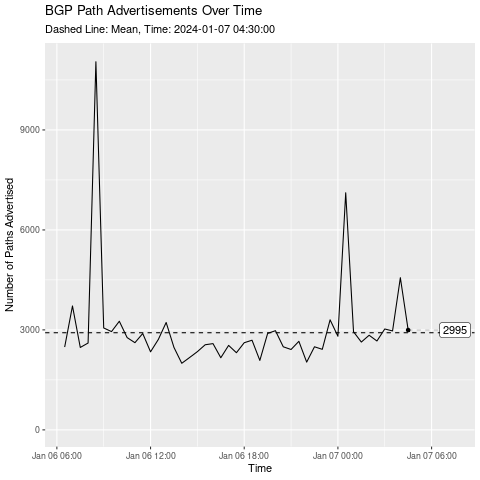 BGP Path Advertisements Over Time
Dashed Line: Mean, Time: 2024-01-07 04:30:00
Number of Paths Advertised
9000
6000
3000
0
2995
Jan 06 06:00 Jan 06 12:00 Jan 06 18:00 Jan 07 00:00 Jan 07 06:00
Time